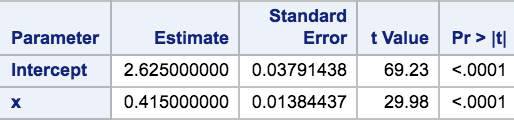 Parameter Estimate Standard Error t Value Pr > |t|
Intercept 2.625000000 0.03791438 69.23 <.0001
x 0.415000000 0.01384437 29.98 <.0001